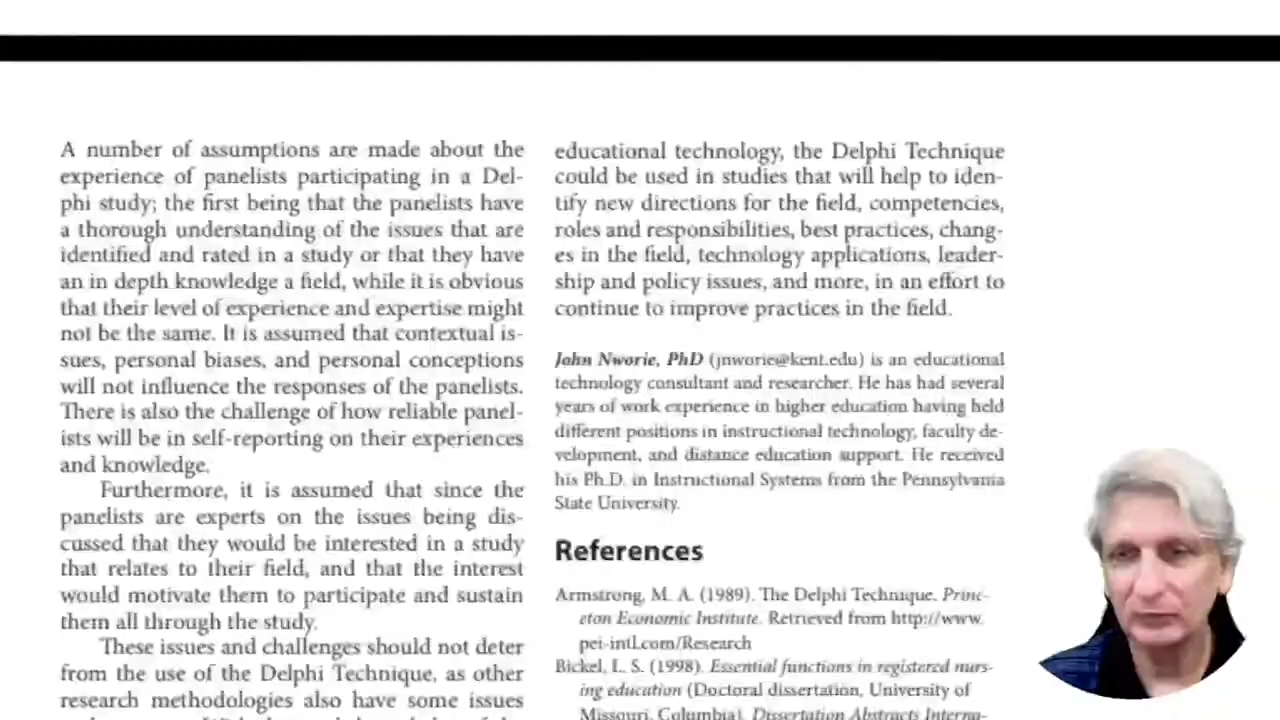 A number of assumptions are made about the
experience of panelists participating in a Del-
phi study; the first being that the panelists have
a thorough understanding of the issues that are
identified and rated in a study or that they have
an in depth knowledge a field, while it is obvious
that their level of experience and expertise might
not be the same. It is assumed that contextual is-
sues, personal biases, and personal conceptions
will not influence the responses of the panelists.
There is also the challenge of how reliable panel-
ists will be in self-reporting on their experiences
and knowledge.
Furthermore, it is assumed that since the
panelists are experts on the issues being dis-
cussed that they would be interested in a study
that relates to their field, and that the interest
would motivate them to participate and sustain
them all through the study.
These issues and challenges should not deter
from the use of the Delphi Technique, as other
research methodologies also have some issues
educational technology, the Delphi Technique
could be used in studies that will help to iden-
tify new directions for the field, competencies,
roles and responsibilities, best practices, chang-
es in the field, technology applications, leader-
ship and policy issues, and more, in an effort to
continue to improve practices in the field.
John Nworie, PhD (jnworie@kent.edu) is an educational
technology consultant and researcher. He has had several
years of work experience in higher education having held
different positions in instructional technology, faculty de-
velopment, and distance education support. He received
his Ph.D. in Instructional Systems from the Pennsylvania
State University.
References
Armstrong, M. A. (1989). The Delphi Technique. Princ-
eton Economic Institute. Retrieved from http://www.
pei-intl.com/Research
Bickel, L. S. (1998). Essential functions in registered nurs-
ing education (Doctoral dissertation, University of
Missouri, Columbia). Dissertation Abstracts Interna-